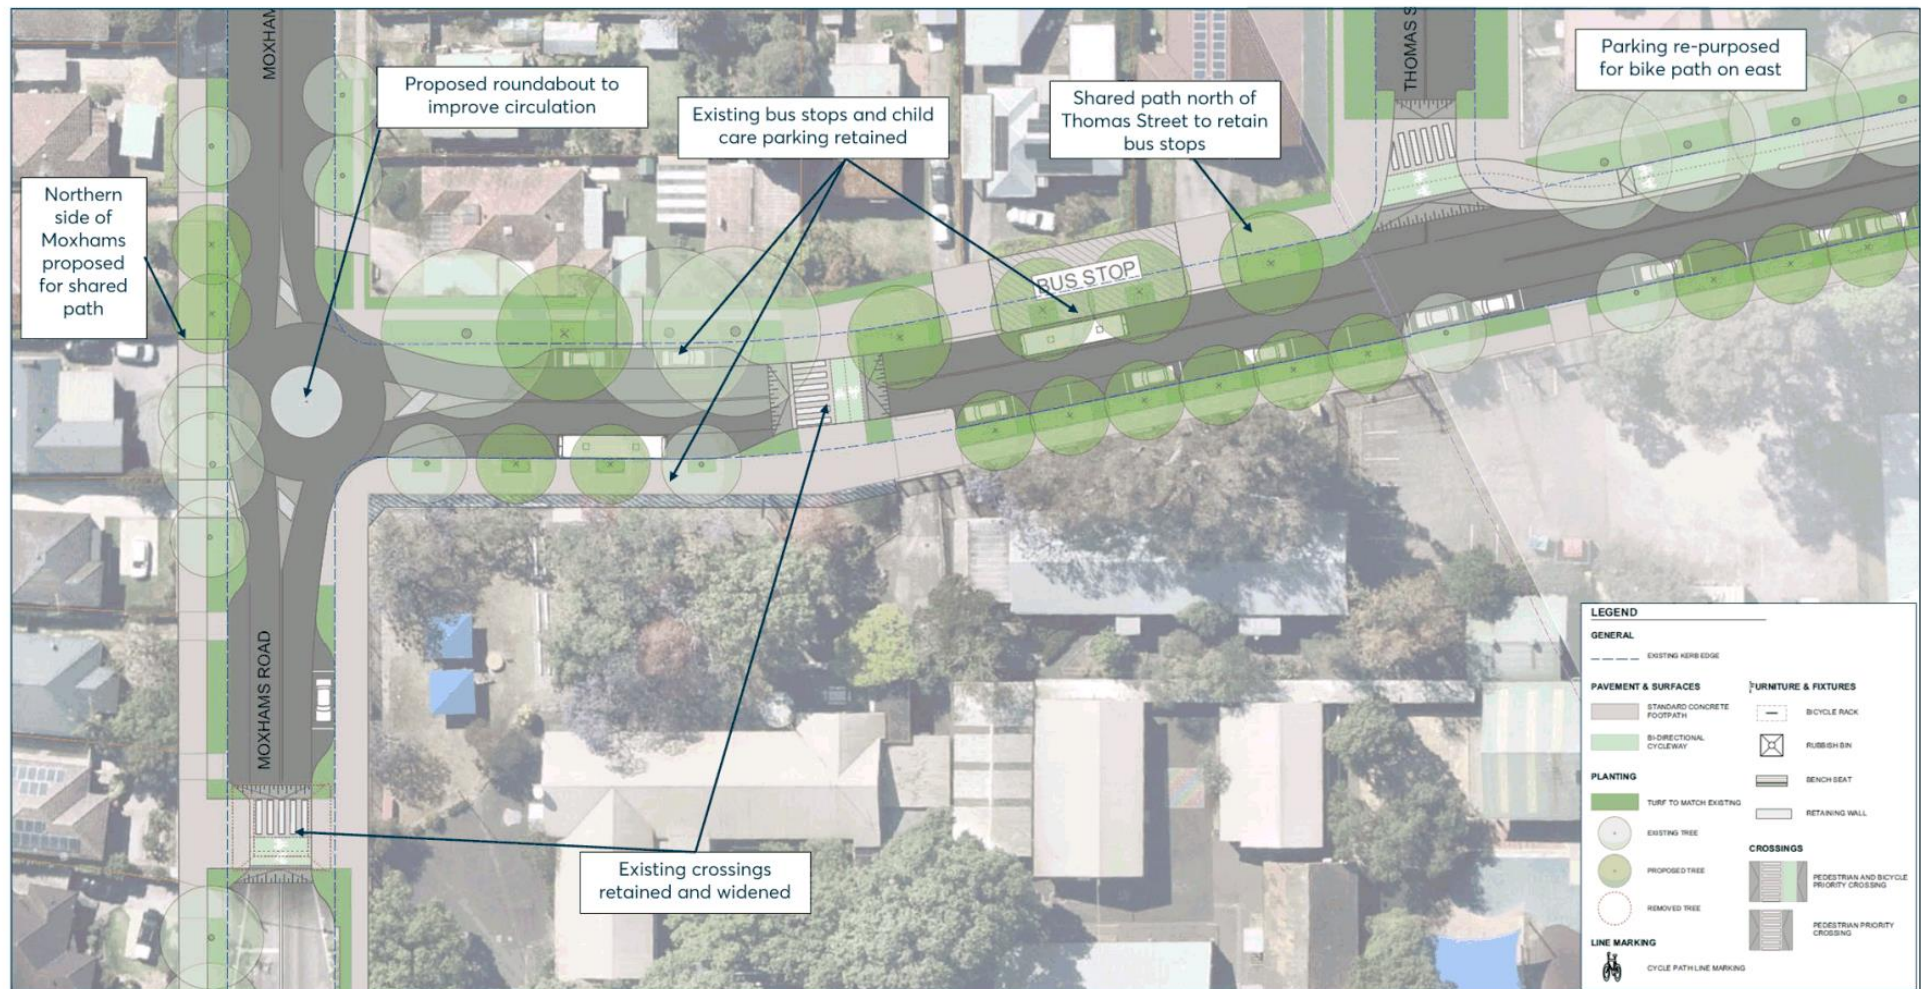 MOXHAM
THOMAS S
Proposed roundabout to
improve circulation
Existing bus stops and child
care parking retained
Shared path north of
Thomas Street to retain
bus stops
Parking re-purposed
for bike path on east
Northern
side of
Moxhams
proposed
for shared
path
BUS STOP
MOXHAMS ROAD
Existing crossings
retained and widened
LEGEND
GENERAL
EXISTING KERB EDGE
PAVEMENT & SURFACES
STANDARD CONCRETE
FOOTPATH
BI-DIRECTIONAL
CYCLEWAY
PLANTING
TURF TO MATCH EXISTING
EXISTING TREE
PROPOSED TREE
REMOVED TREE
LINE MARKING
CYCLE PATH LINE MARKING
FURNITURE & FIXTURES
BICYCLE RACK
RUBBISH BIN
BENCH SEAT
RETAINING WALL
CROSSINGS
PEDESTRIAN AND BICYCLE
PRIORITY CROSSING
PEDESTRIAN PRIORITY
CROSSING